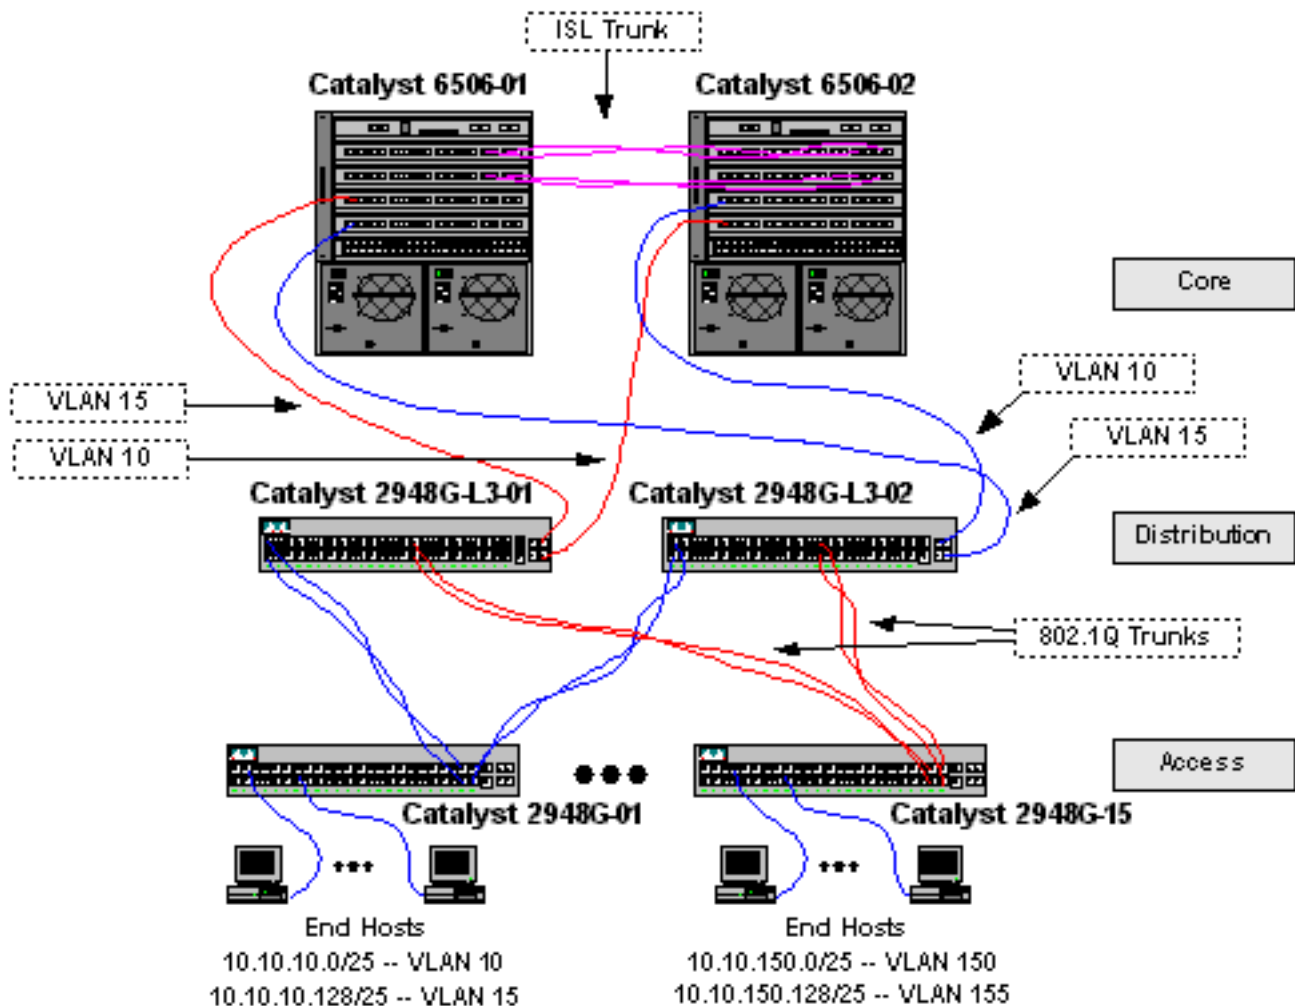 ISL Trunk
Catalyst 6506-01
Catalyst 6506-02
Core
VLAN 10
VLAN 15
VLAN 15
VLAN 10
Catalyst 2948G-L3-01
Catalyst 2948G-L3-02
Distribution
802.1Q Trunks
Access
Catalyst 2948G-01
Catalyst 2948G-15
End Hosts
10.10.10.0/25 -- VLAN 10
10.10.10.128/25 -- VLAN 15
End Hosts
10.10.150.0/25 -- VLAN 150
10.10.150.128/25 -- VLAN 155